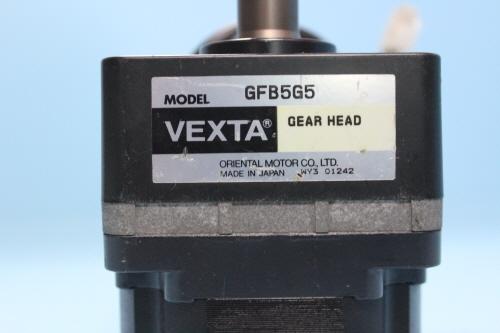 MODEL GFB5G5
VEXTA® GEAR HEAD
ORIENTAL MOTOR CO., LTD.
MADE IN JAPAN WY3 01242